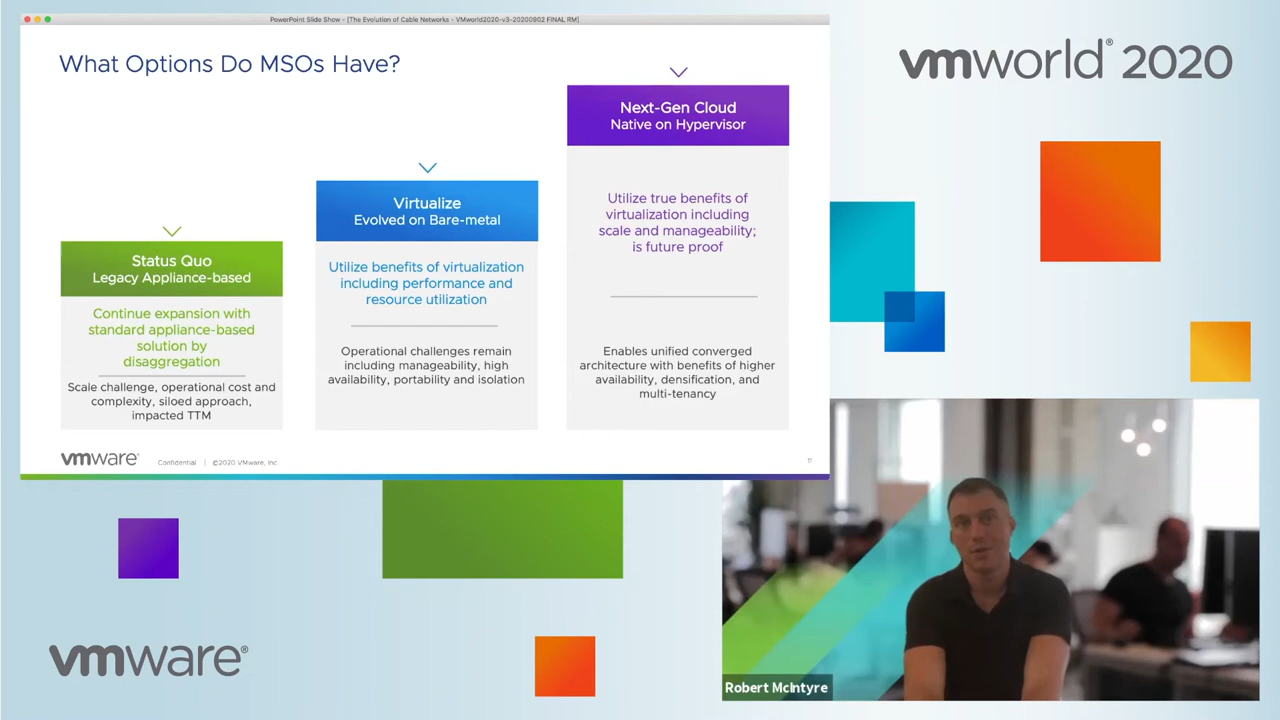 PowerPoint Slide Show - [The Evolution of Cable Networks - VMworld2020-v3-20200902 FINAL RM]
What Options Do MSOs Have?
vmworld® 2020
Next-Gen Cloud
Native on Hypervisor
Utilize true benefits of
virtualization including
scale and manageability;
is future proof
Enables unified converged
architecture with benefits of higher
availability, densification, and
multi-tenancy
Virtualize
Evolved on Bare-metal
Utilize benefits of virtualization
including performance and
resource utilization
Operational challenges remain
including manageability, high
availability, portability and isolation
Status Quo
Legacy Appliance-based
Continue expansion with
standard appliance-based
solution by
disaggregation
Scale challenge, operational cost and
complexity, siloed approach,
impacted TTM
vmware®
Confidential | ©2020 VMware, Inc.
17
vmware®
Robert McIntyre